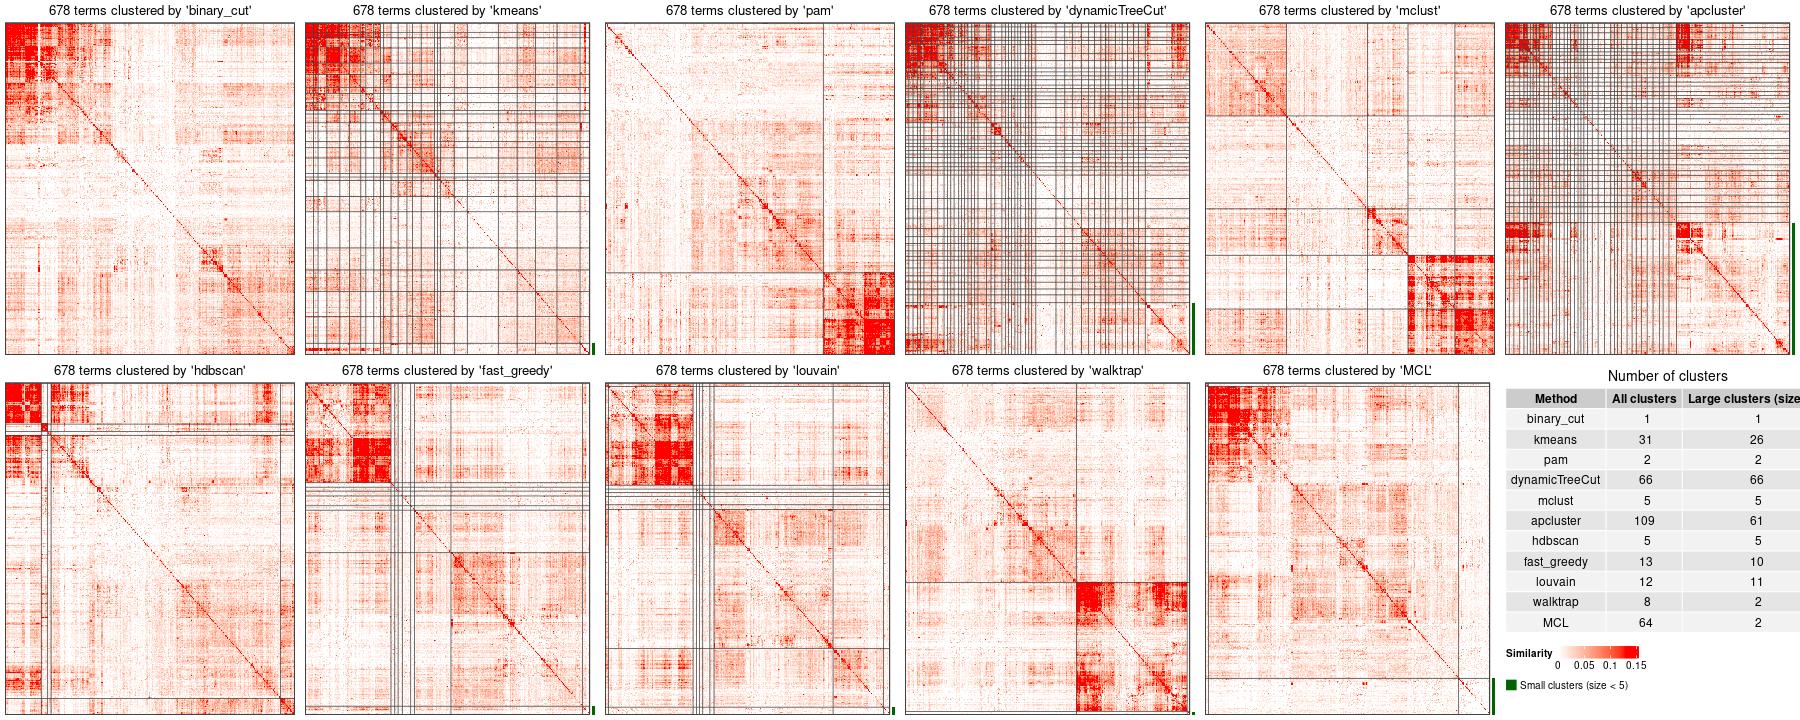 678 terms clustered by 'binary_cut'
678 terms clustered by 'kmeans'
678 terms clustered by 'pam'
678 terms clustered by 'dynamicTreeCut'
678 terms clustered by 'mclust'
678 terms clustered by 'apcluster'
678 terms clustered by 'hdbscan'
678 terms clustered by 'fast_greedy'
678 terms clustered by 'louvain'
678 terms clustered by 'walktrap'
678 terms clustered by 'MCL'
Number of clusters
Method All clusters Large clusters (size
binary_cut 1 1
kmeans 31 26
pam 2 2
dynamicTreeCut 66 66
mclust 5 5
apcluster 109 61
hdbscan 5 5
fast_greedy 13 10
louvain 12 11
walktrap 8 2
MCL 64 2
Similarity
0 0.05 0.1 0.15
Small clusters (size < 5)